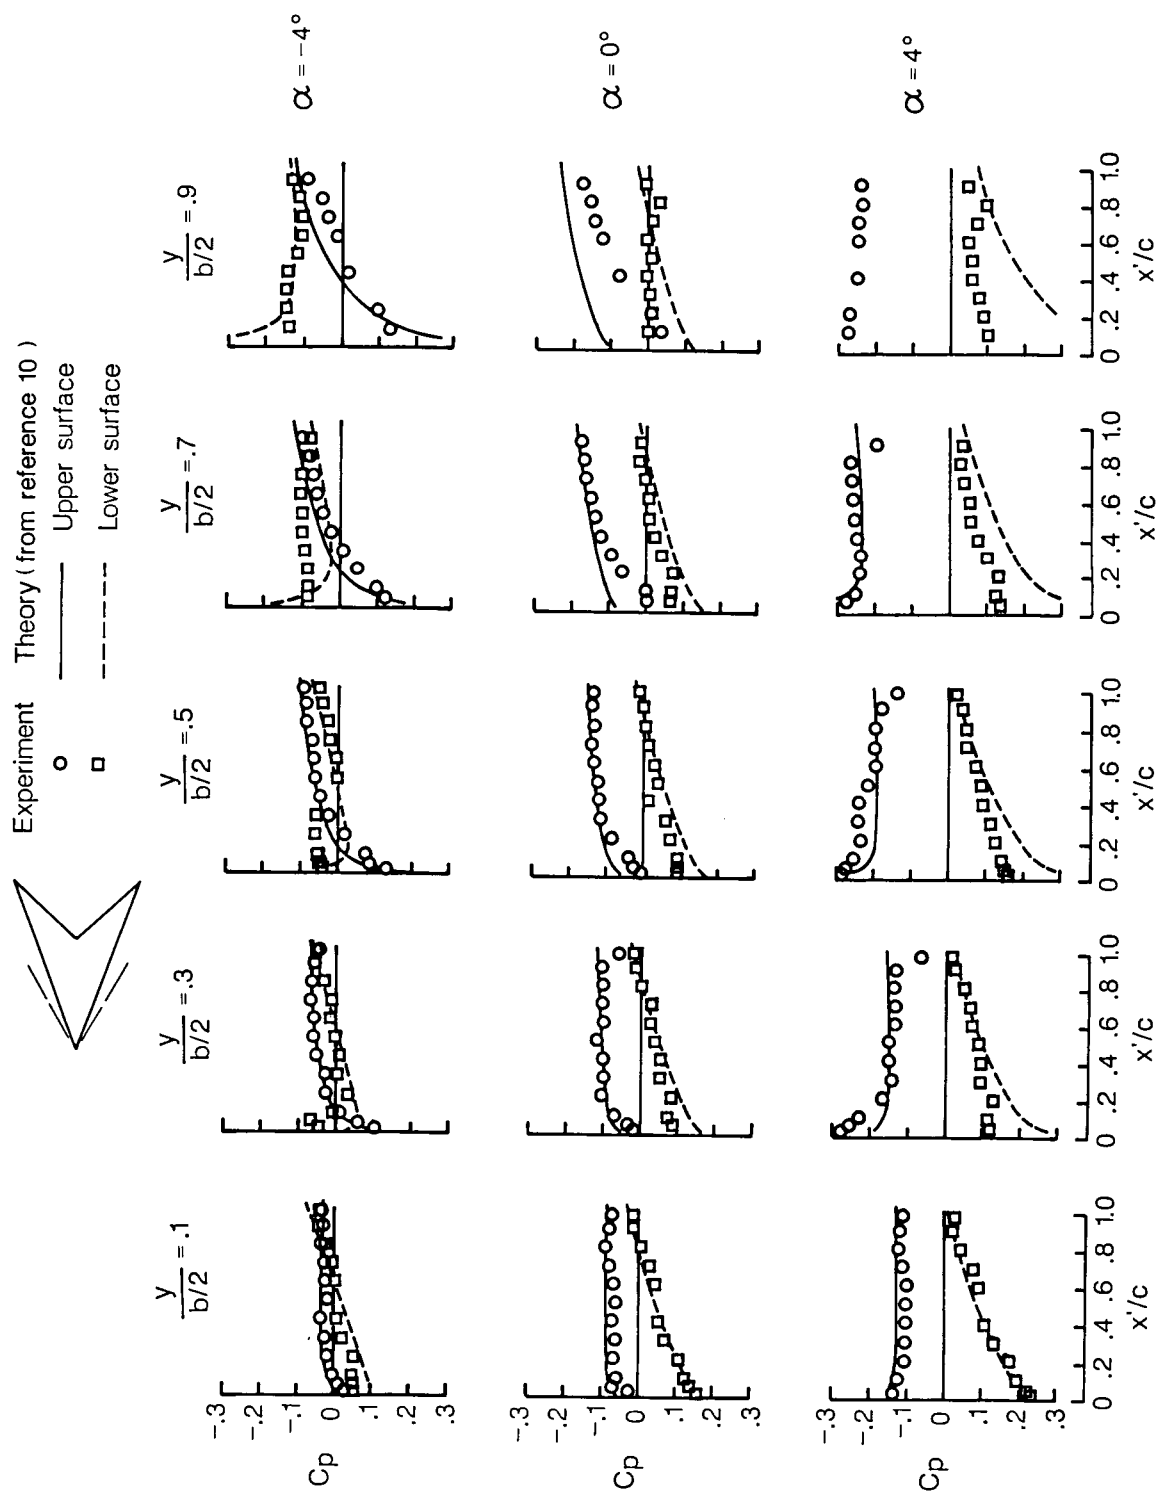 Experiment Theory (from reference 10)
○ Upper surface
□ Lower surface
y/b/2 = .1
y/b/2 = .3
y/b/2 = .5
y/b/2 = .7
y/b/2 = .9
Cp
-.3
-.2
-.1
0
.1
.2
.3
α = -4°
Cp
-.3
-.2
-.1
0
.1
.2
.3
α = 0°
Cp
-.3
-.2
-.1
0
.1
.2
.3
α = 4°
0 .2 .4 .6 .8 1.0
x'/c
0 .2 .4 .6 .8 1.0
x'/c
0 .2 .4 .6 .8 1.0
x'/c
0 .2 .4 .6 .8 1.0
x'/c
0 .2 .4 .6 .8 1.0
x'/c